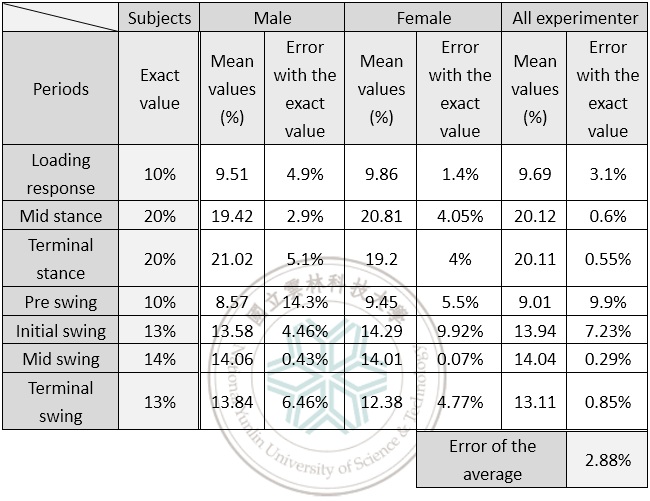 Subjects Male Female All experimenter
Periods Exact value Mean values (%) Error with the exact value Mean values (%) Error with the exact value Mean values (%) Error with the exact value
Loading response 10% 9.51 4.9% 9.86 1.4% 9.69 3.1%
Mid stance 20% 19.42 2.9% 20.81 4.05% 20.12 0.6%
Terminal stance 20% 21.02 5.1% 19.2 4% 20.11 0.55%
Pre swing 10% 8.57 14.3% 9.45 5.5% 9.01 9.9%
Initial swing 13% 13.58 4.46% 14.29 9.92% 13.94 7.23%
Mid swing 14% 14.06 0.43% 14.01 0.07% 14.04 0.29%
Terminal swing 13% 13.84 6.46% 12.38 4.77% 13.11 0.85%
Error of the average 2.88%
國立雲林科技大學
National Yunlin University of Science & Technology